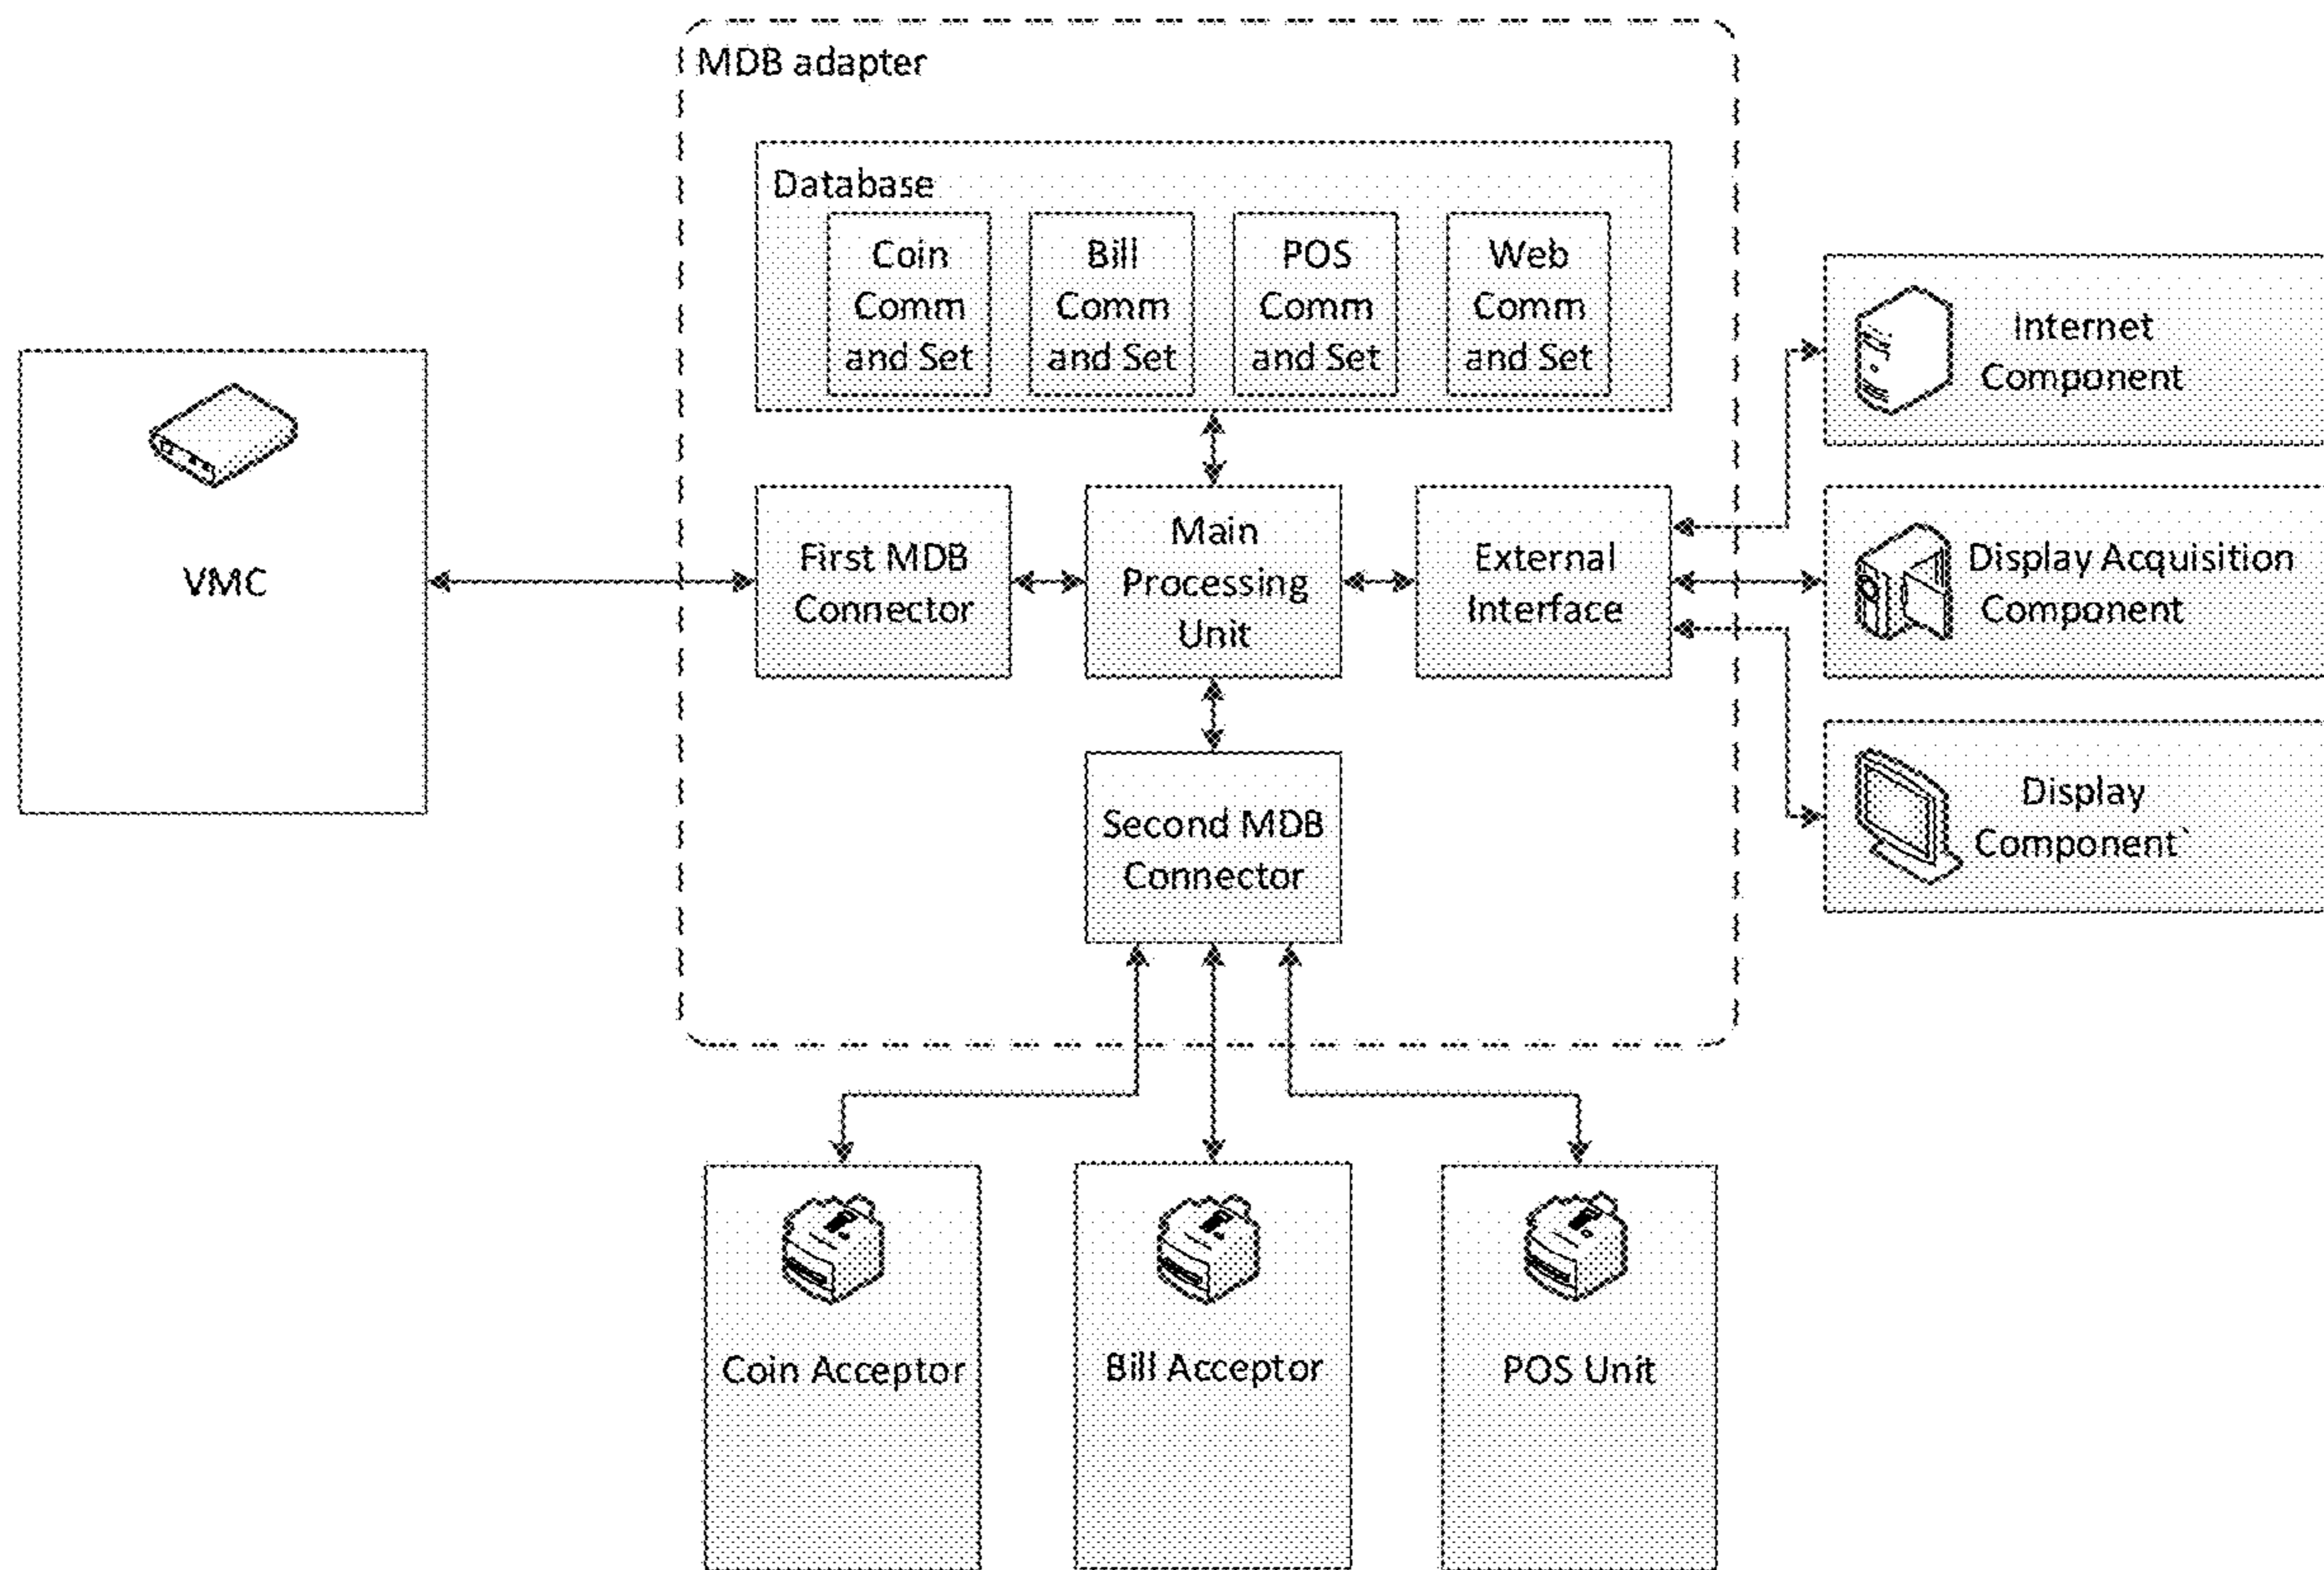 MDB adapter
Database
Coin
Comm
and Set
Bill
Comm
and Set
POS
Comm
and Set
Web
Comm
and Set
VMC
First MDB
Connector
Main
Processing
Unit
External
Interface
Internet
Component
Display Acquisition
Component
Display
Component`
Second MDB
Connector
Coin Acceptor
Bill Acceptor
POS Unit